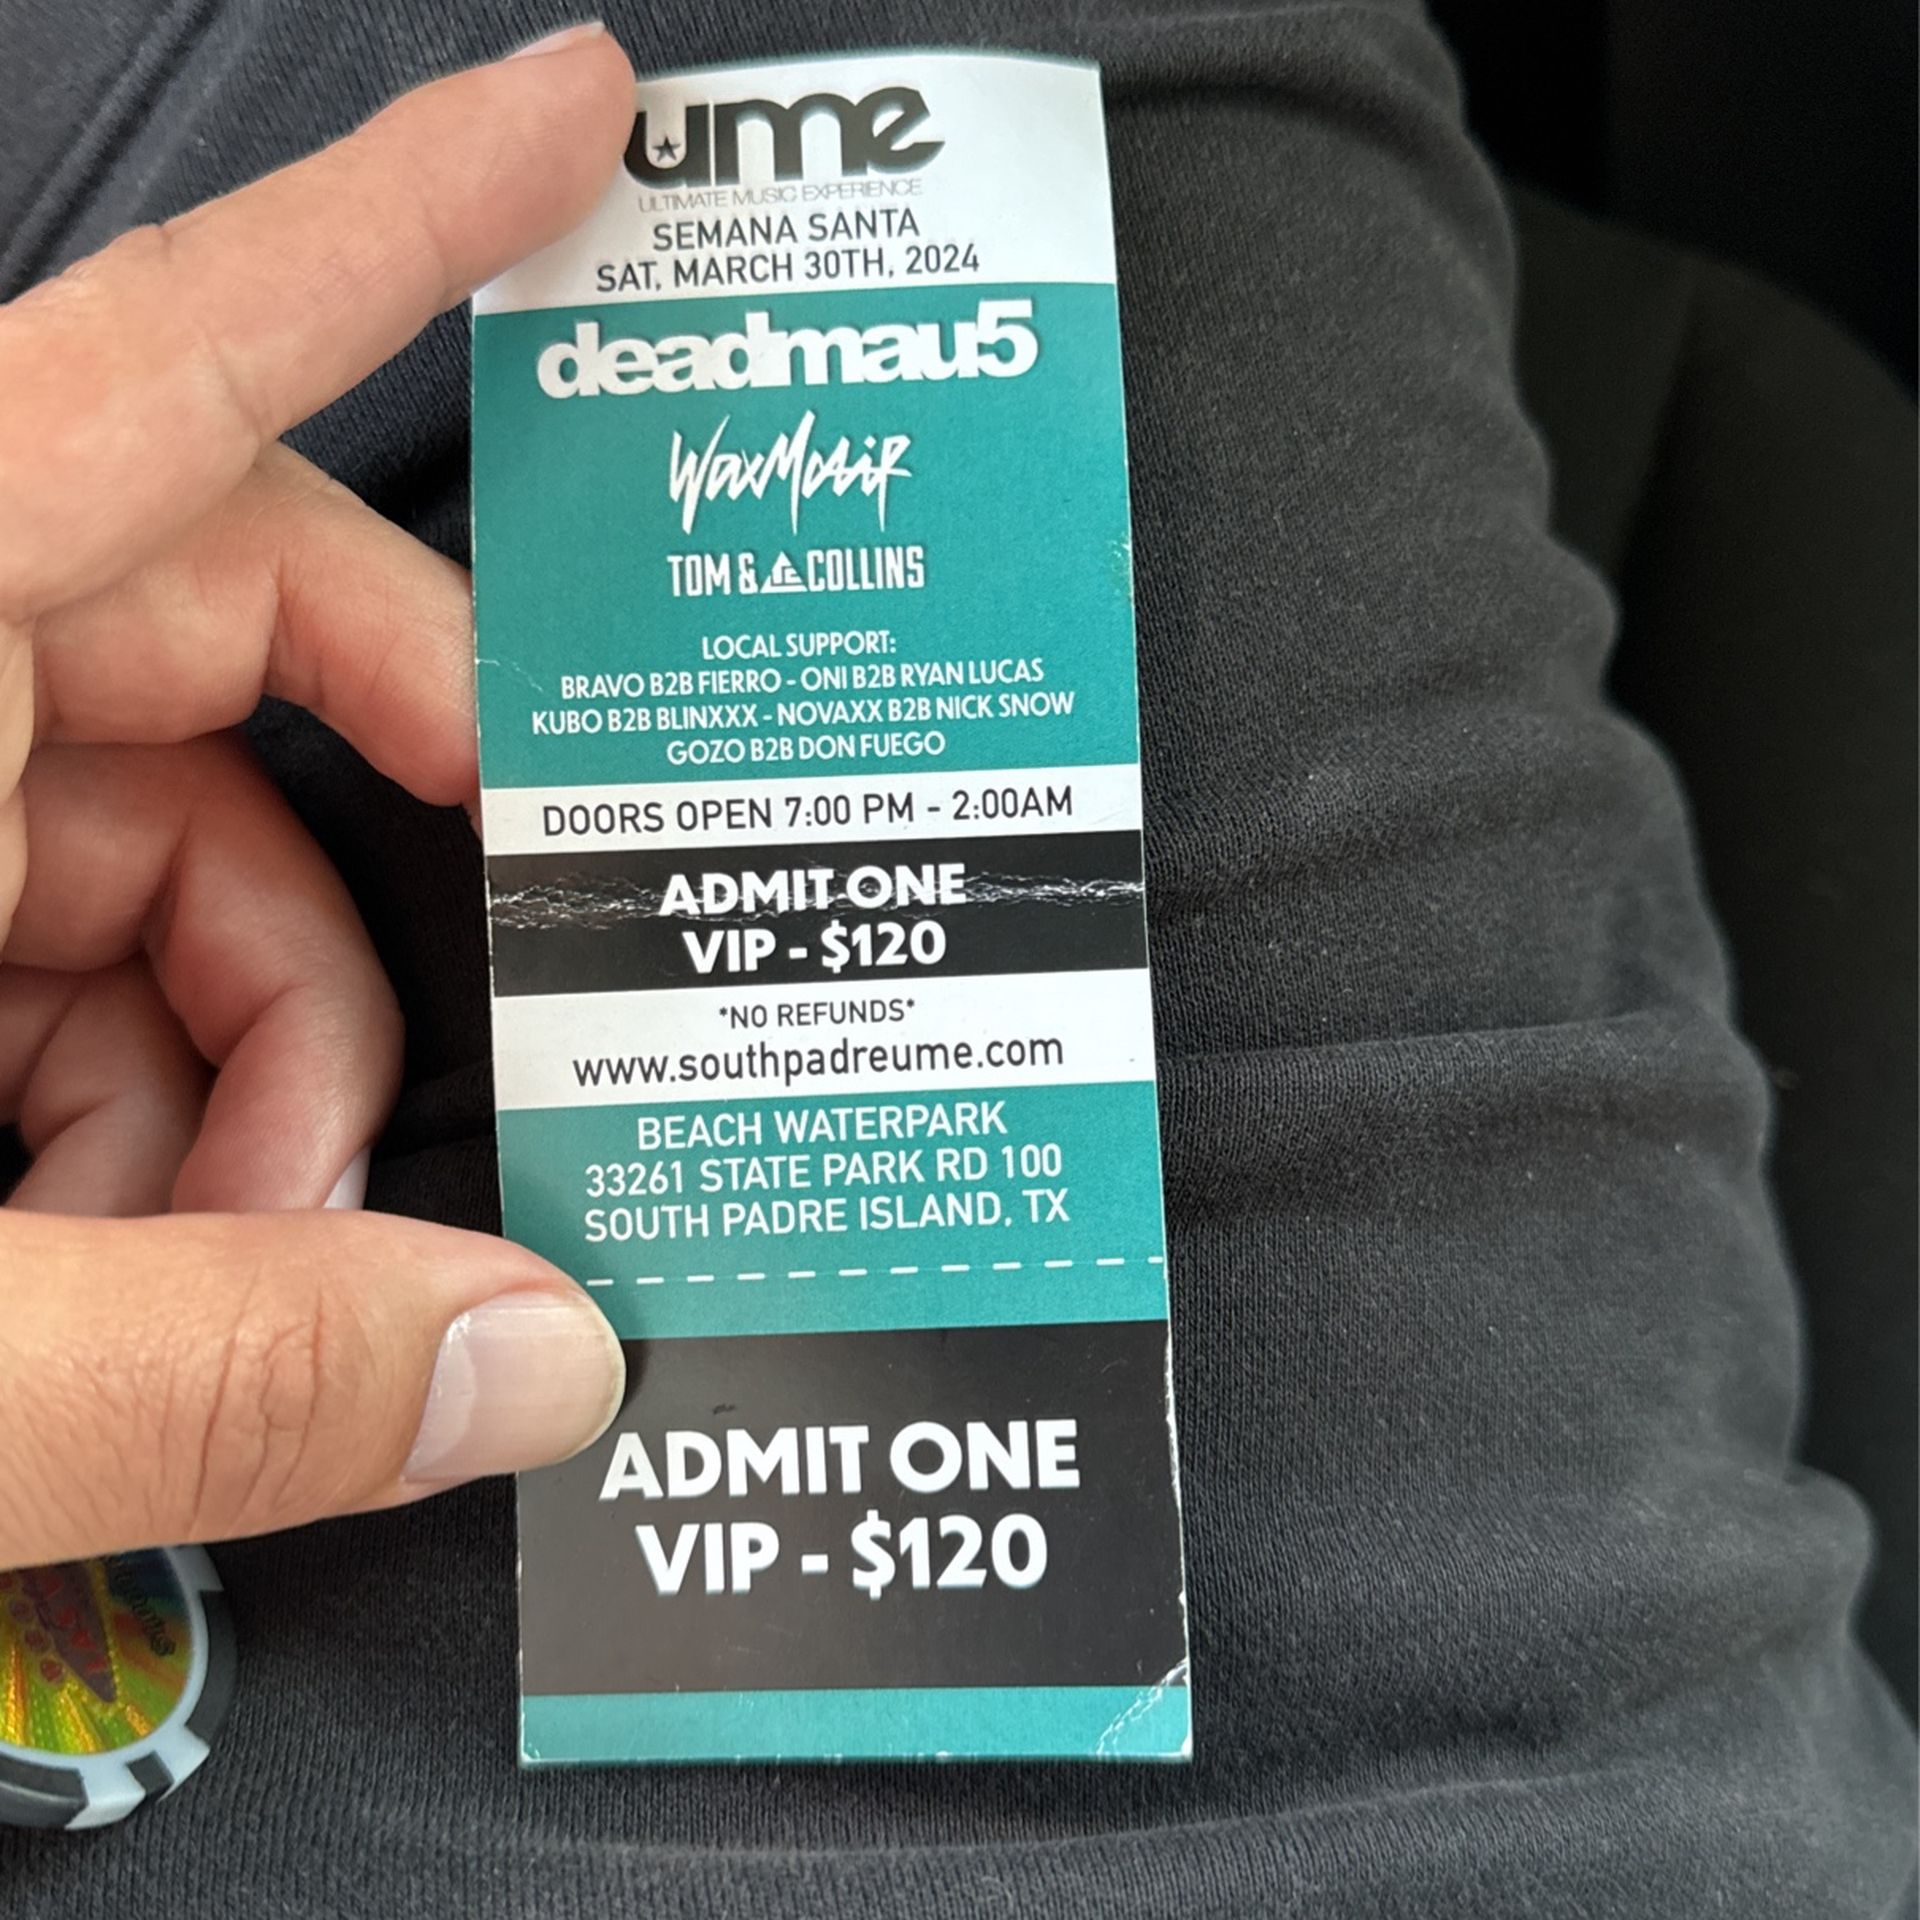 ume
ULTIMATE MUSIC EXPERIENCE
SEMANA SANTA
SAT, MARCH 30TH, 2024
deadmau5
WaxMotif
TOM & COLLINS
LOCAL SUPPORT:
BRAVO B2B FIERRO - ONI B2B RYAN LUCAS
KUBO B2B BLINXXX - NOVAXX B2B NICK SNOW
GOZO B2B DON FUEGO
DOORS OPEN 7:00 PM - 2:00AM
ADMIT ONE
VIP - $120
*NO REFUNDS*
www.southpadreume.com
BEACH WATERPARK
33261 STATE PARK RD 100
SOUTH PADRE ISLAND, TX
ADMIT ONE
VIP - $120